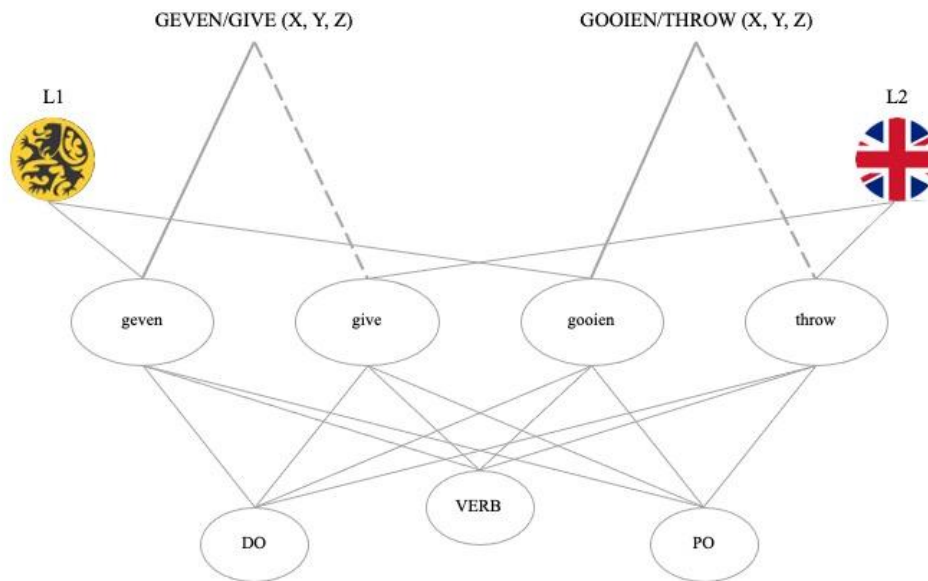 GEVEN/GIVE (X, Y, Z)
GOOIEN/THROW (X, Y, Z)
L1
L2
geven
give
gooien
throw
VERB
DO
PO